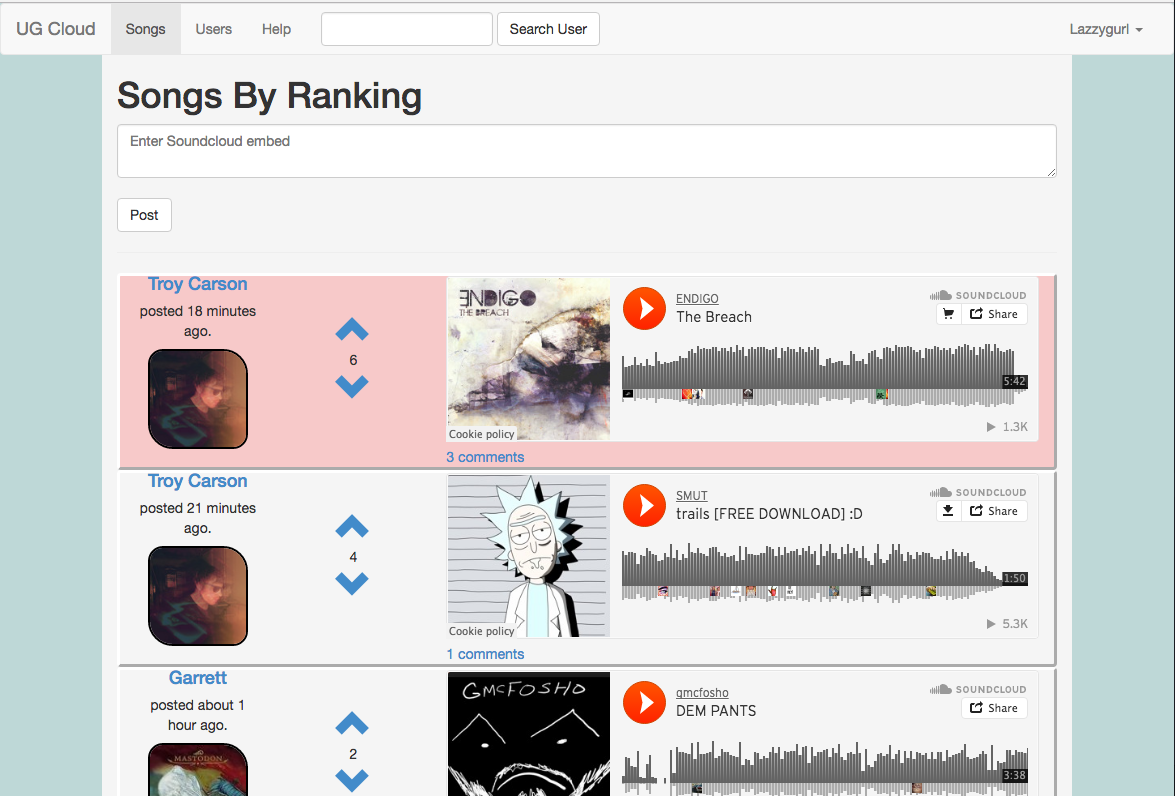 UG Cloud Songs Users Help Search User Lazzygurl
Songs By Ranking
Enter Soundcloud embed
Post
Troy Carson
posted 18 minutes
ago.
6
ENDIGO
THE BREACH
Cookie policy
ENDIGO
The Breach
SOUNDCLOUD
Share
5:42
1.3K
3 comments
Troy Carson
posted 21 minutes
ago.
4
Cookie policy
SMUT
trails [FREE DOWNLOAD] :D
SOUNDCLOUD
Share
1:50
5.3K
1 comments
Garrett
posted about 1
hour ago.
MASTODON
2
GMCFOSHO
gmcfosho
DEM PANTS
SOUNDCLOUD
Share
3:38